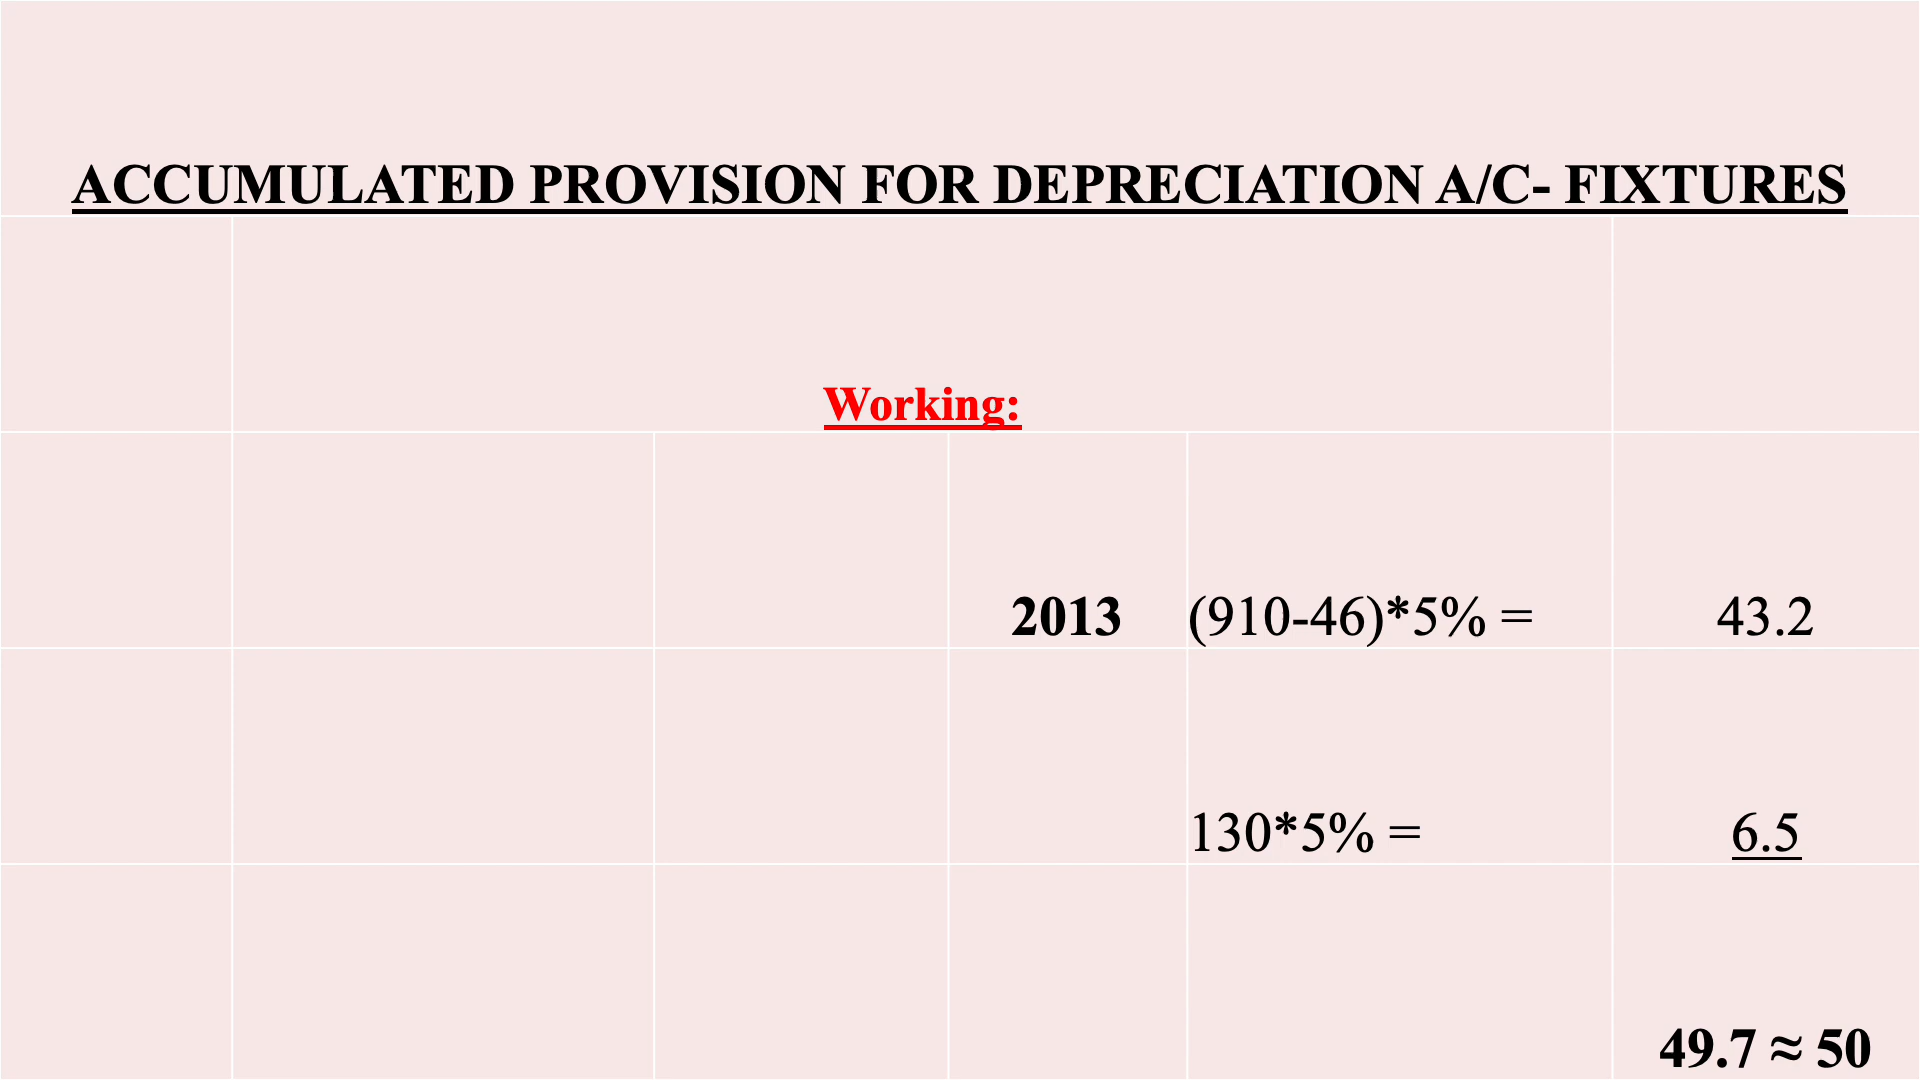 ACCUMULATED PROVISION FOR DEPRECIATION A/C- FIXTURES
Working:
2013 (910-46)*5% = 43.2
130*5% = 6.5
49.7 ≈ 50